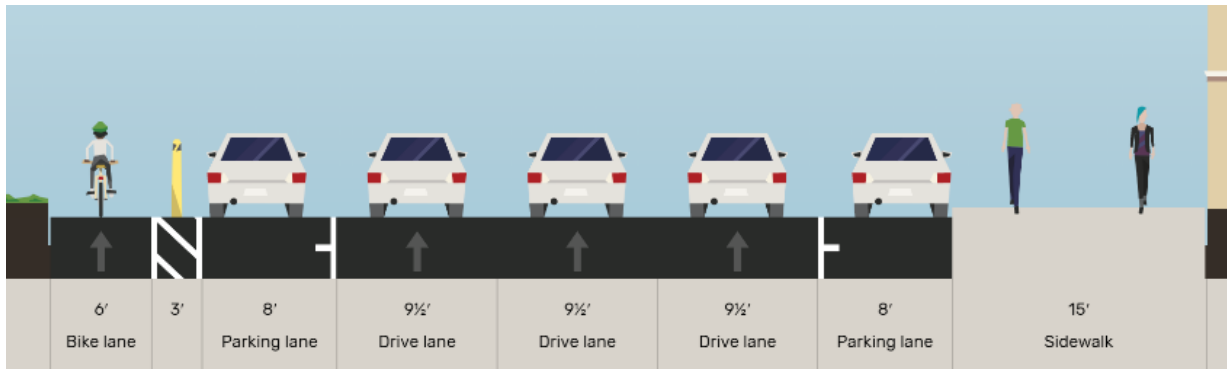 6′ 3′ 8′ 9½′ 9½′ 9½′ 8′ 15′
Bike lane Parking lane Drive lane Drive lane Drive lane Parking lane Sidewalk